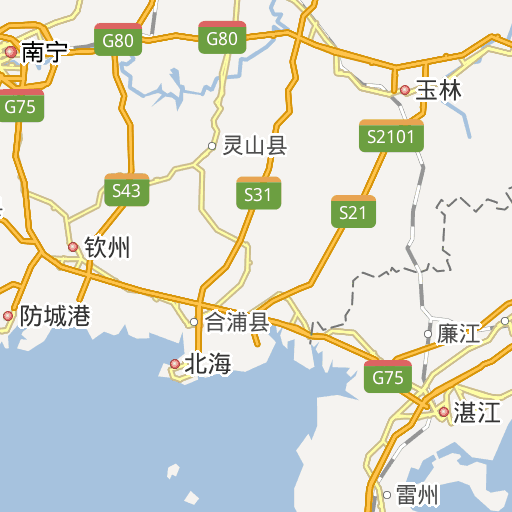 G80
G80
南宁
G75
玉林
S2101
灵山县
S43
S31
S21
钦州
防城港
合浦县
廉江
北海
G75
湛江
雷州